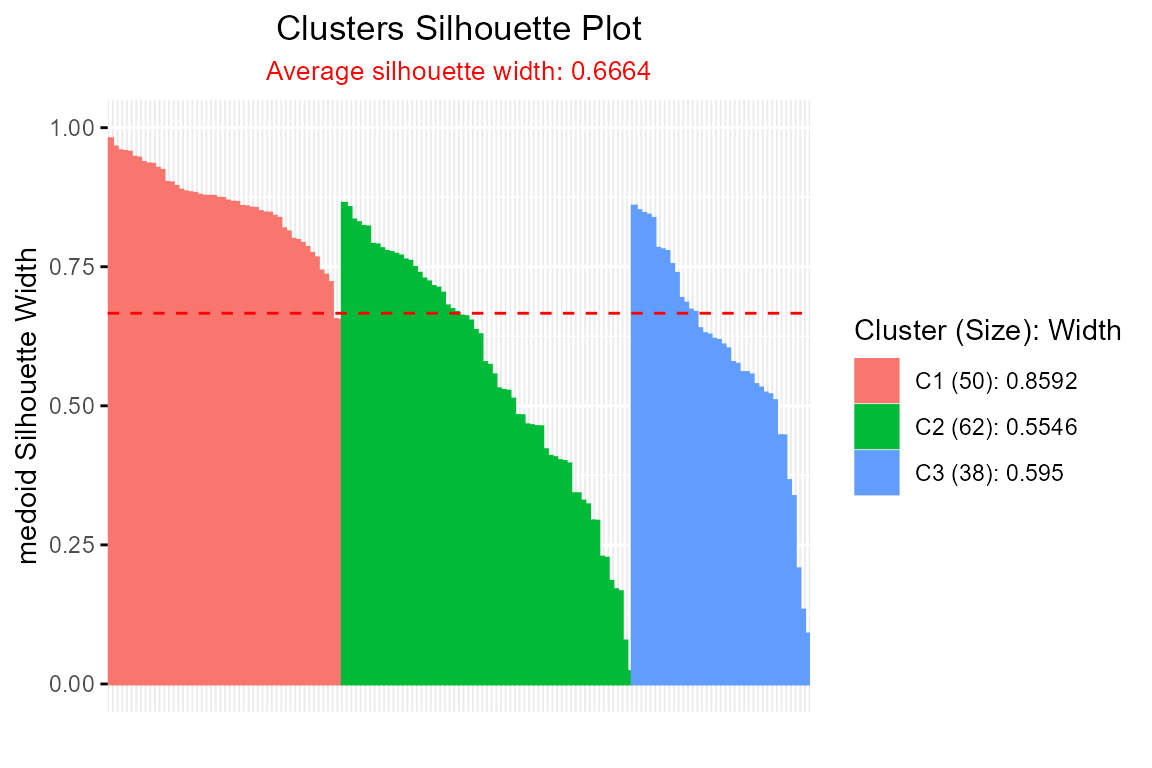 Clusters Silhouette Plot
Average silhouette width: 0.6664
1.00
0.75
0.50
0.25
0.00
medoid Silhouette Width
Cluster (Size): Width
C1 (50): 0.8592
C2 (62): 0.5546
C3 (38): 0.595